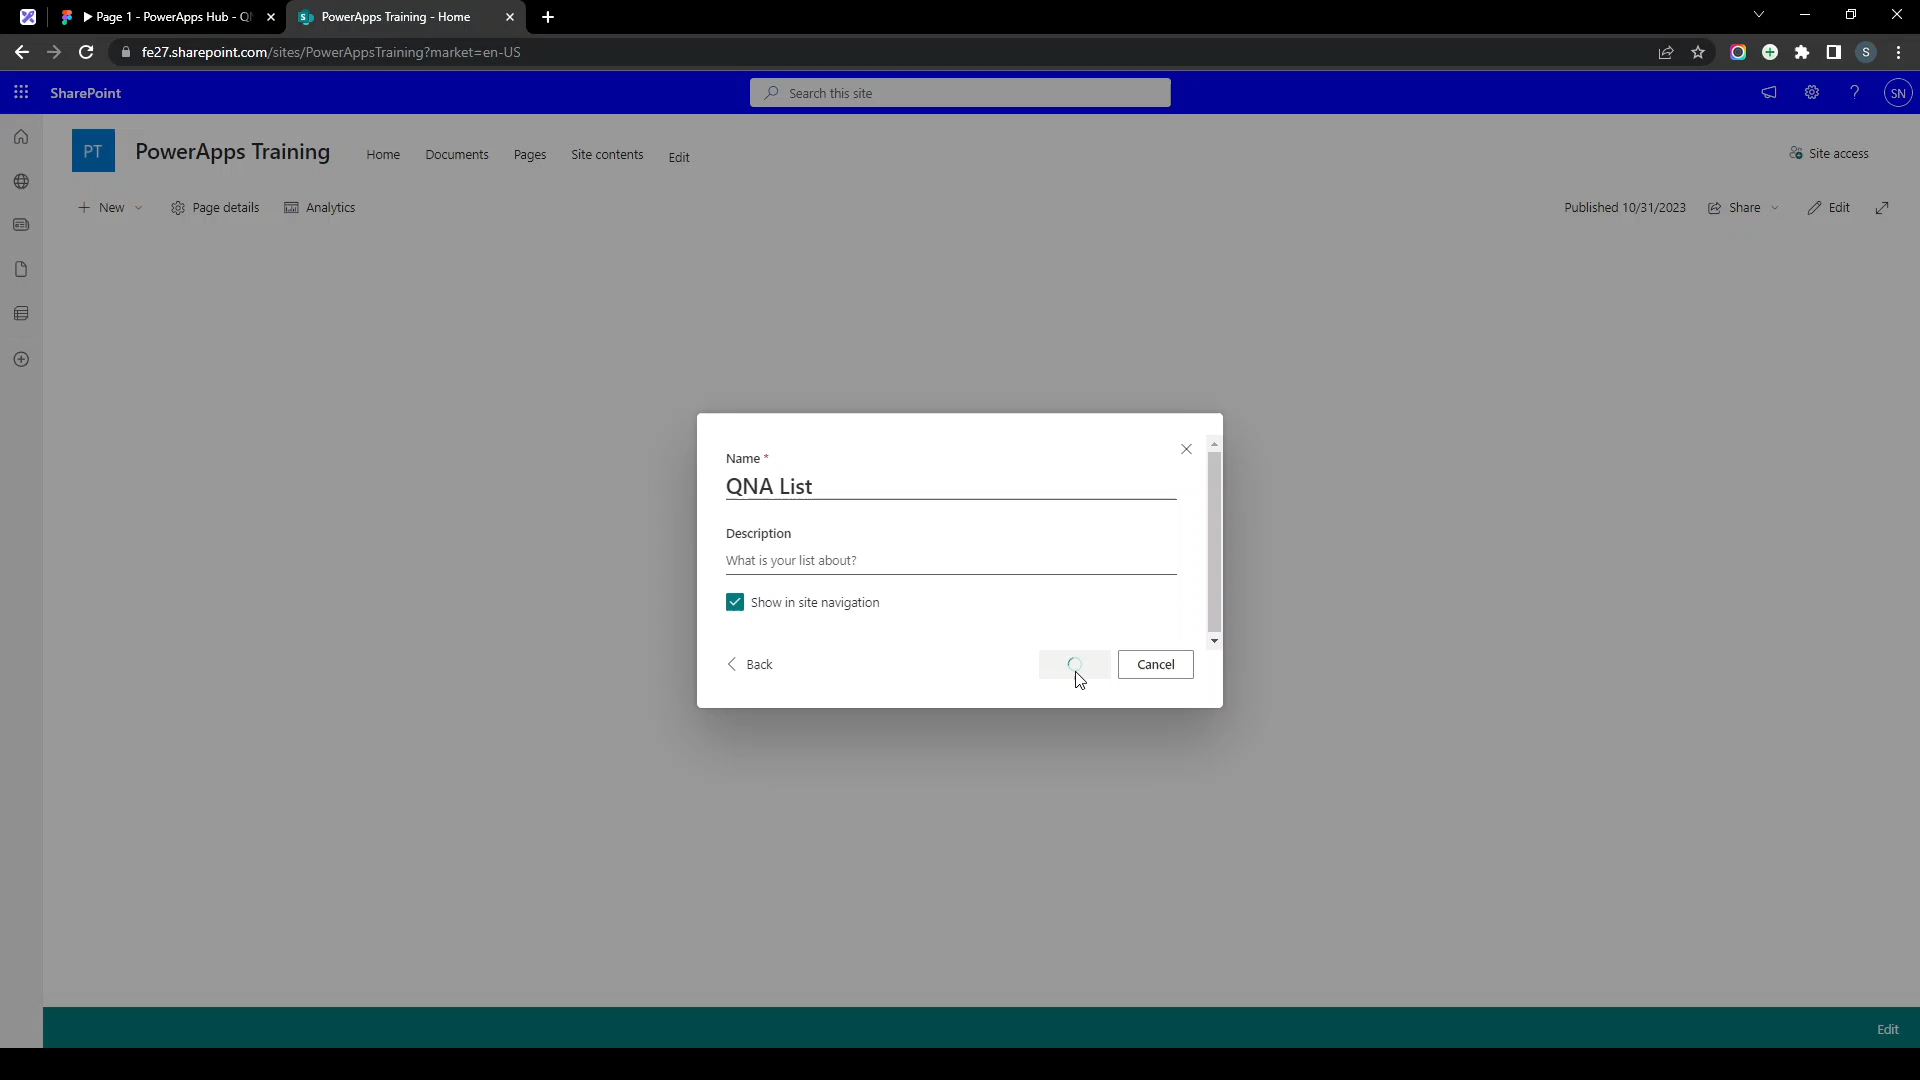 Page 1 - PowerApps Hub - Q
PowerApps Training - Home
fe27.sharepoint.com/sites/PowerAppsTraining?market=en-US
S
SharePoint
Search this site
SN
PT
PowerApps Training
Home
Documents
Pages
Site contents
Edit
Site access
New
Page details
Analytics
Published 10/31/2023
Share
Edit
Name *
QNA List
Description
What is your list about?
Show in site navigation
Back
Cancel
Edit